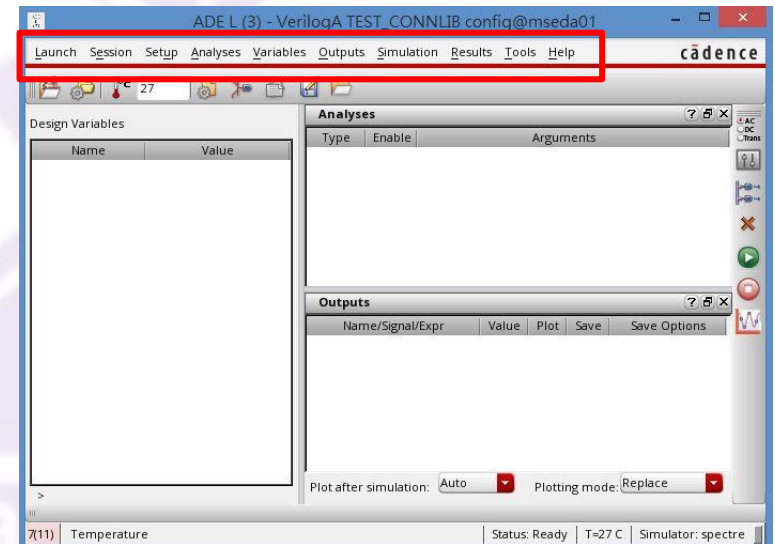 ADE L (3) - VerilogA TEST_CONNLIB config@mseda01
Launch Session Setup Analyses Variables Outputs Simulation Results Tools Help
cādence
°C 27
Design Variables
Name Value
Analyses
Type Enable Arguments
AC
DC
Trans
Outputs
Name/Signal/Expr Value Plot Save Save Options
Plot after simulation: Auto Plotting mode: Replace
>
7(11) Temperature Status: Ready T=27 C Simulator: spectre